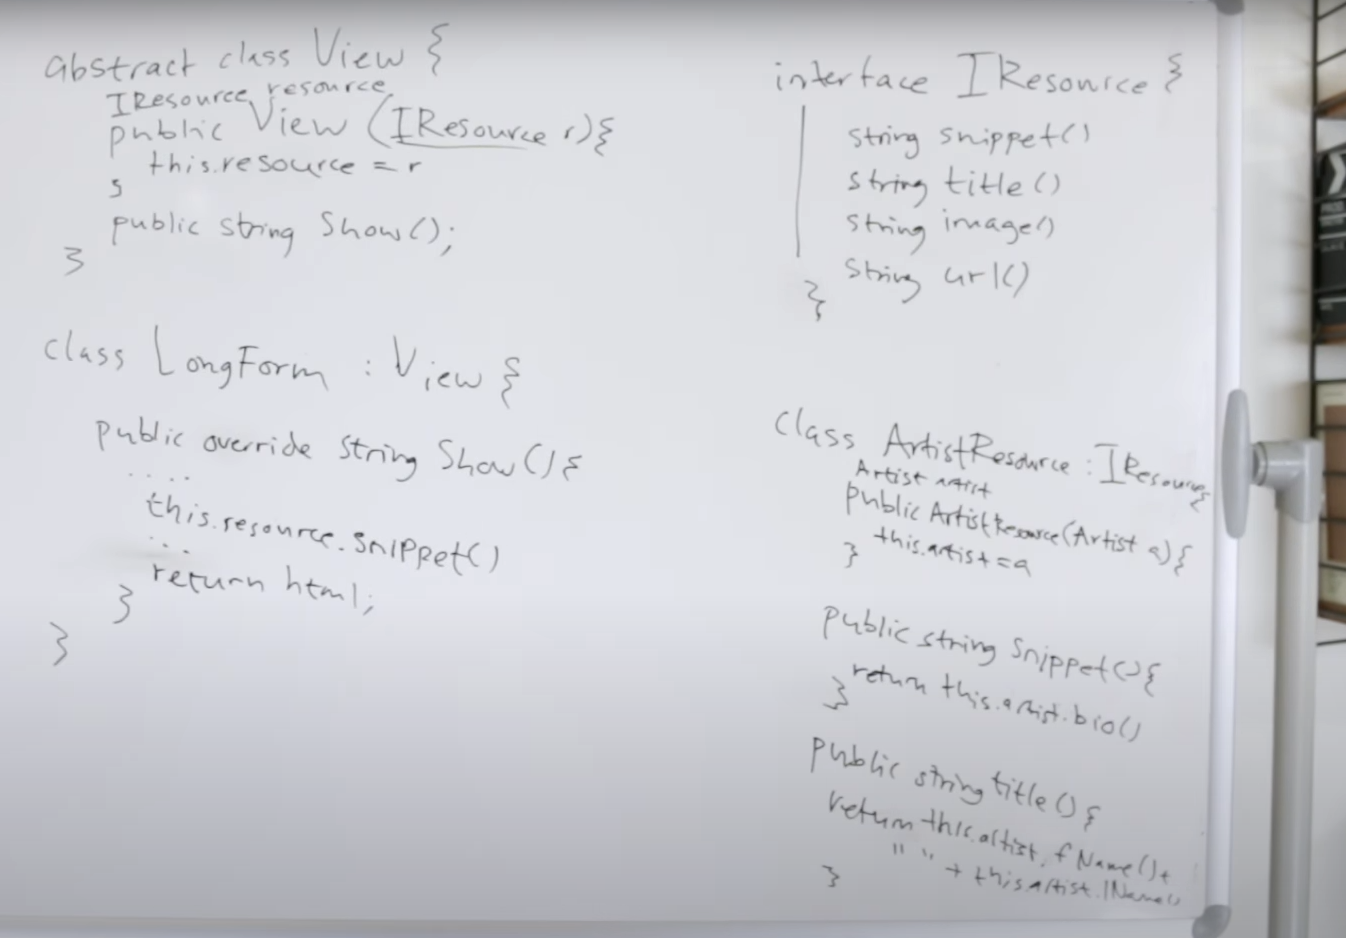 abstract class View {
IResource resource
public View (IResource r){
this.resource = r
}
public string Show();
}
class LongForm : View {
public override string Show() {
....
this.resource.snippet()
...
return html;
}
}
interface IResource {
string snippet()
string title()
string image()
string url()
}
class ArtistResource : IResource{
Artist artist
public ArtistResource(Artist a){
this.artist = a
}
public string Snippet(){
return this.artist.bio()
}
public string title() {
return this.artist.fName() +
" " + this.artist.lName()
}